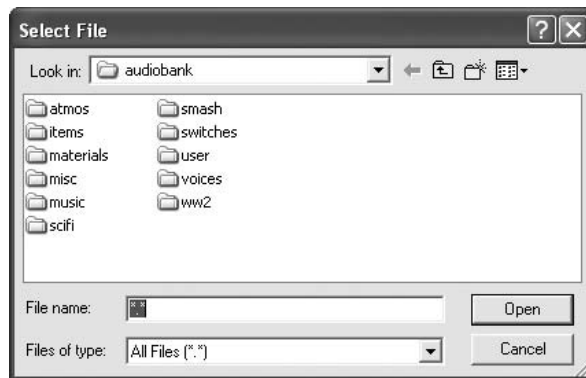 Select File
Look in: audiobank
atmos
items
materials
misc
music
scifi
smash
switches
user
voices
ww2
File name: *.*
Open
Files of type: All Files (*.*)
Cancel